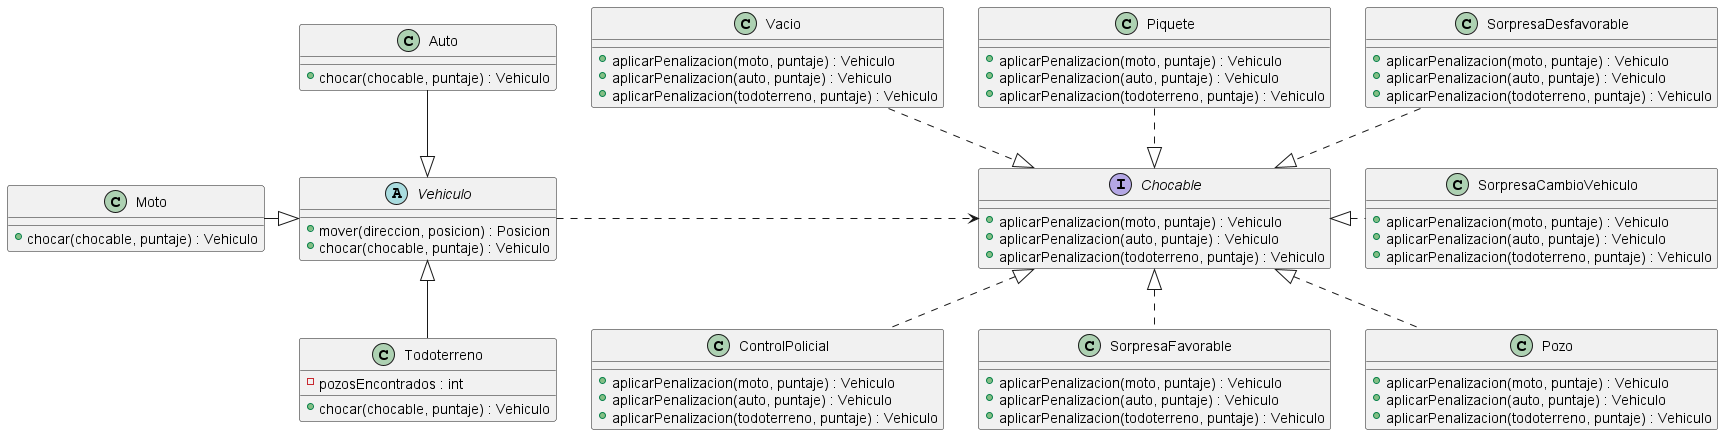 C Auto
chocar(chocable, puntaje) : Vehiculo
C Vacio
aplicarPenalizacion(moto, puntaje) : Vehiculo
aplicarPenalizacion(auto, puntaje) : Vehiculo
aplicarPenalizacion(todoterreno, puntaje) : Vehiculo
C Piquete
aplicarPenalizacion(moto, puntaje) : Vehiculo
aplicarPenalizacion(auto, puntaje) : Vehiculo
aplicarPenalizacion(todoterreno, puntaje) : Vehiculo
C SorpresaDesfavorable
aplicarPenalizacion(moto, puntaje) : Vehiculo
aplicarPenalizacion(auto, puntaje) : Vehiculo
aplicarPenalizacion(todoterreno, puntaje) : Vehiculo
C Moto
chocar(chocable, puntaje) : Vehiculo
A Vehiculo
mover(direccion, posicion) : Posicion
chocar(chocable, puntaje) : Vehiculo
I Chocable
aplicarPenalizacion(moto, puntaje) : Vehiculo
aplicarPenalizacion(auto, puntaje) : Vehiculo
aplicarPenalizacion(todoterreno, puntaje) : Vehiculo
C SorpresaCambioVehiculo
aplicarPenalizacion(moto, puntaje) : Vehiculo
aplicarPenalizacion(auto, puntaje) : Vehiculo
aplicarPenalizacion(todoterreno, puntaje) : Vehiculo
C Todoterreno
pozosEncontrados : int
chocar(chocable, puntaje) : Vehiculo
C ControlPolicial
aplicarPenalizacion(moto, puntaje) : Vehiculo
aplicarPenalizacion(auto, puntaje) : Vehiculo
aplicarPenalizacion(todoterreno, puntaje) : Vehiculo
C SorpresaFavorable
aplicarPenalizacion(moto, puntaje) : Vehiculo
aplicarPenalizacion(auto, puntaje) : Vehiculo
aplicarPenalizacion(todoterreno, puntaje) : Vehiculo
C Pozo
aplicarPenalizacion(moto, puntaje) : Vehiculo
aplicarPenalizacion(auto, puntaje) : Vehiculo
aplicarPenalizacion(todoterreno, puntaje) : Vehiculo